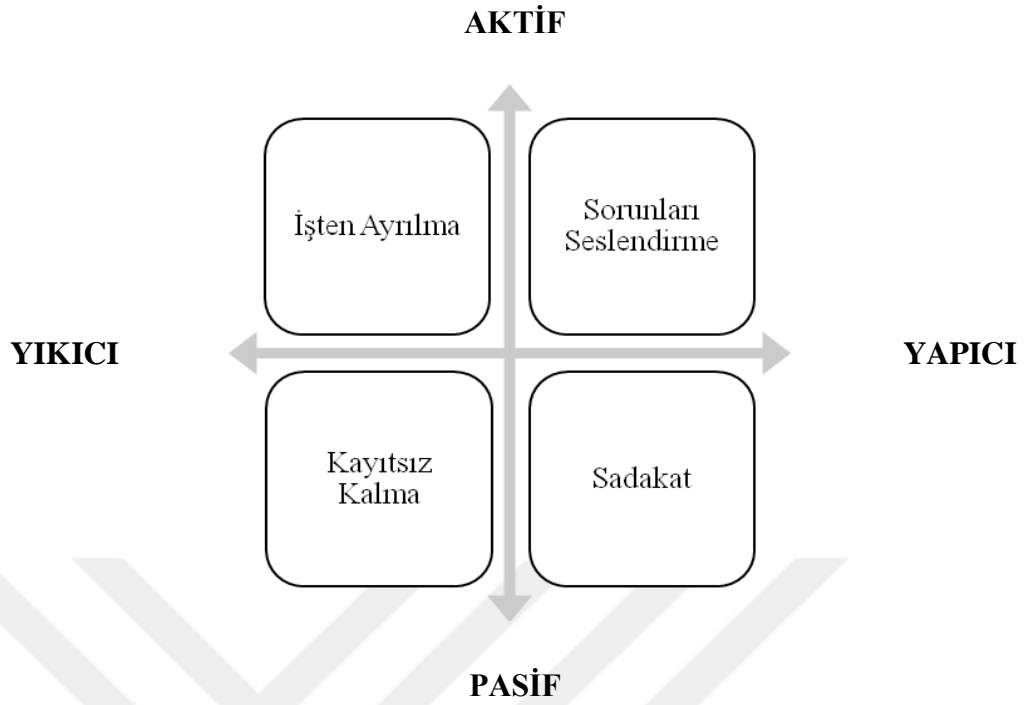 AKTİF
İşten Ayrılma
Sorunları
Seslendirme
YIKICI
YAPICI
Kayıtsız
Kalma
Sadakat
PASİF